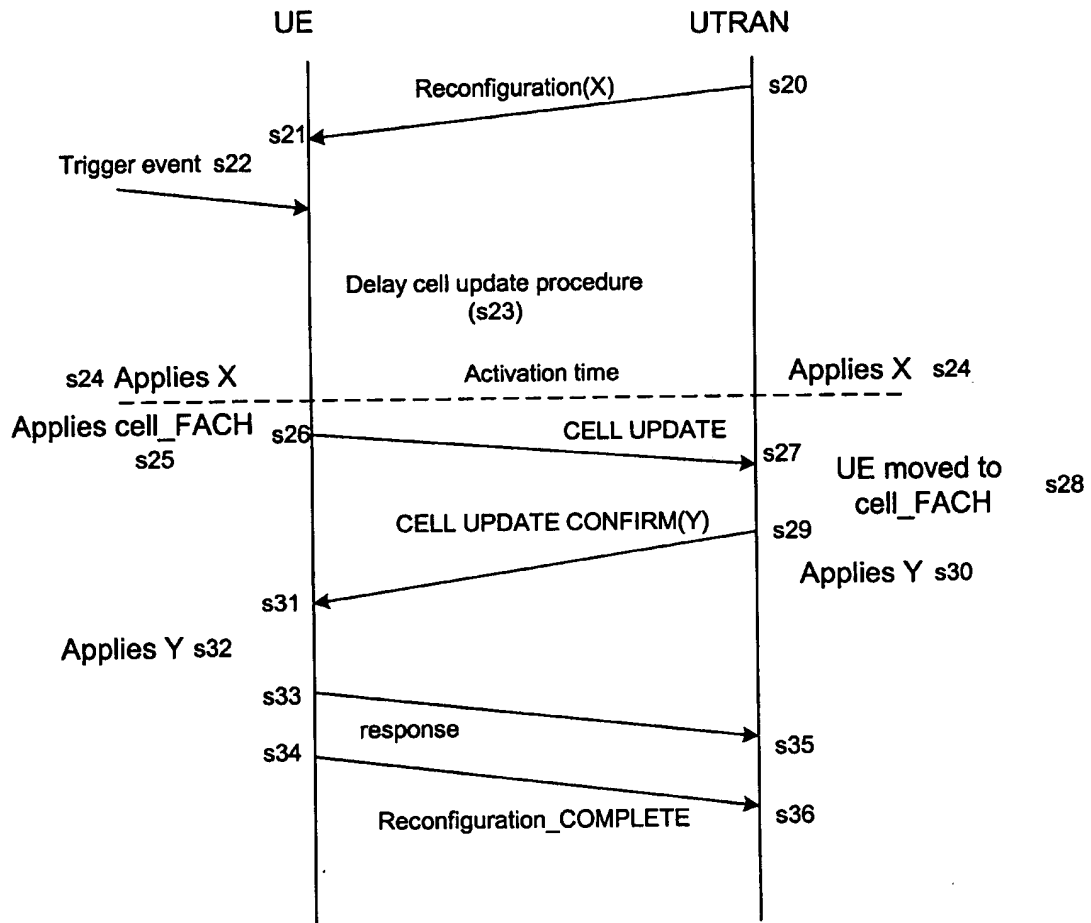 UE
UTRAN
Reconfiguration(X)
s20
s21
Trigger event s22
Delay cell update procedure
(s23)
s24 Applies X
Activation time
Applies X s24
Applies cell_FACH
s25
s26
CELL UPDATE
s27
UE moved to
cell_FACH
s28
CELL UPDATE CONFIRM(Y)
s29
Applies Y s30
s31
Applies Y s32
s33
response
s35
s34
Reconfiguration_COMPLETE
s36